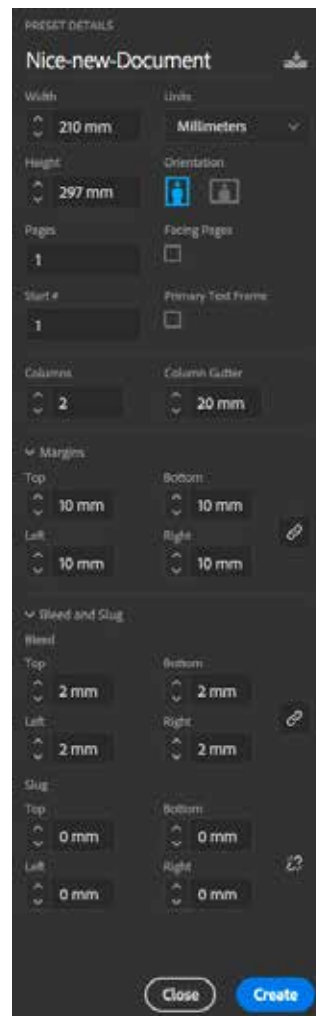 PRESET DETAILS
Nice-new-Document
Width Units
210 mm Millimeters
Height Orientation
297 mm
Pages Facing Pages
1
Start # Primary Text Frame
1
Columns Column Gutter
2 20 mm
Margins
Top Bottom
10 mm 10 mm
Left Right
10 mm 10 mm
Bleed and Slug
Bleed
Top Bottom
2 mm 2 mm
Left Right
2 mm 2 mm
Slug
Top Bottom
0 mm 0 mm
Left Right
0 mm 0 mm
Close Create